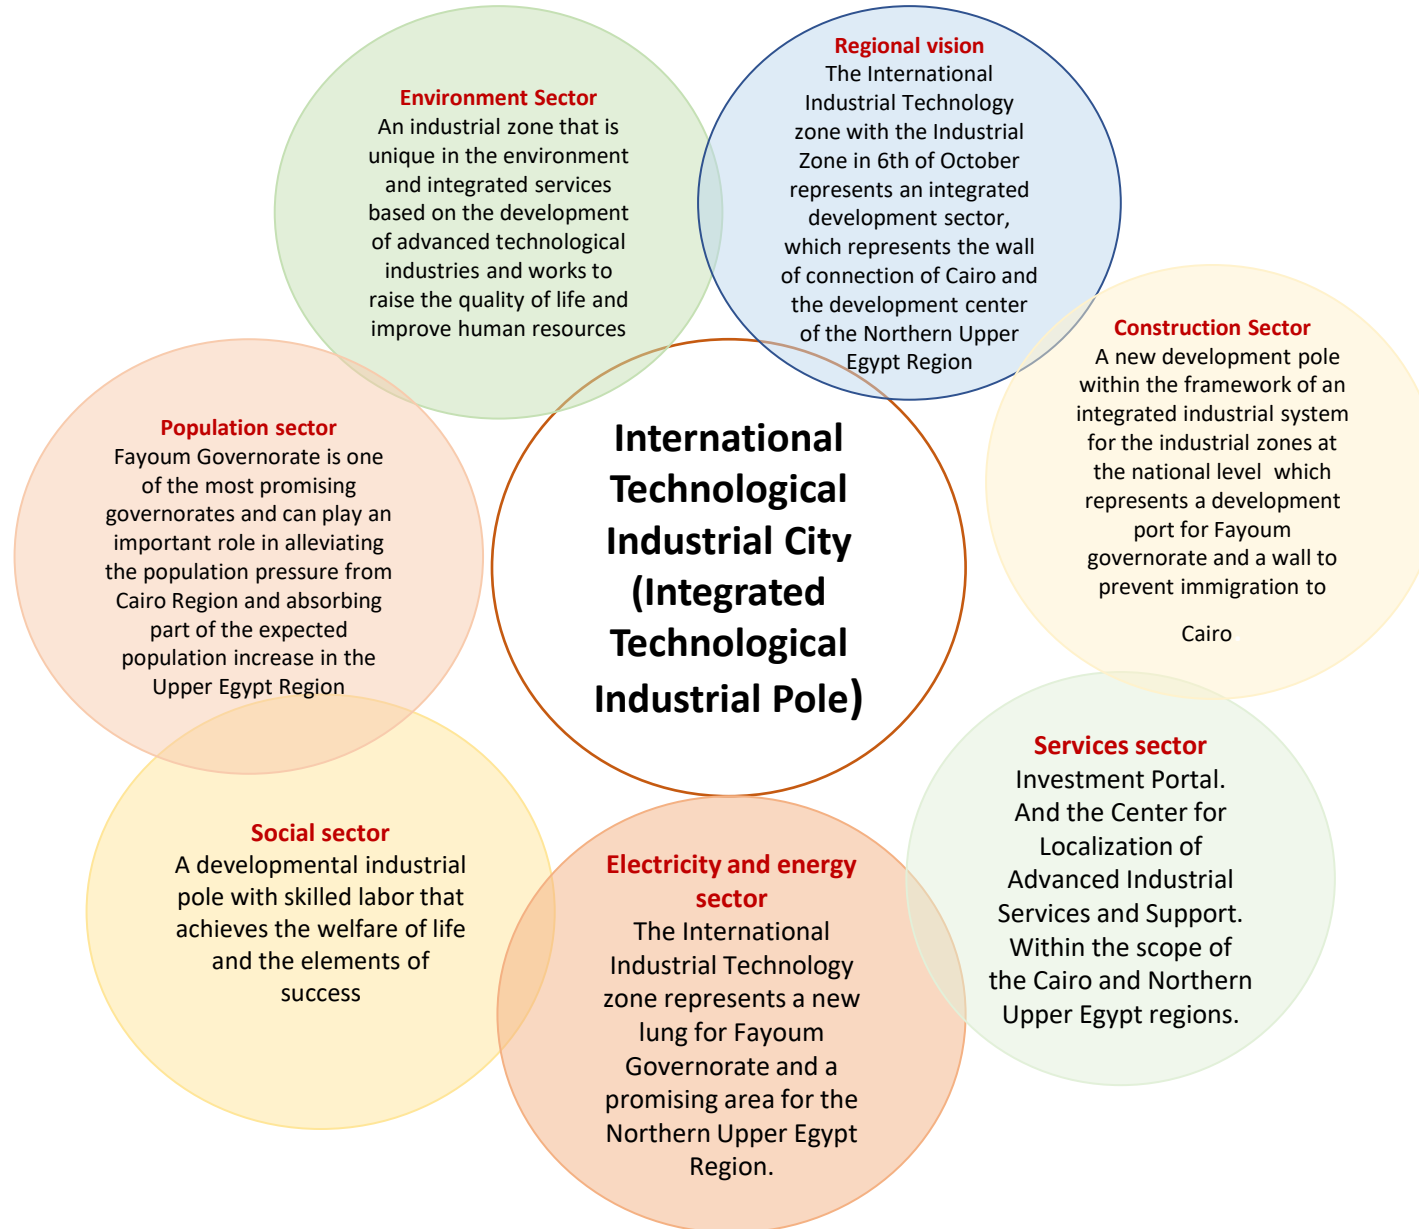 Regional vision
The International
Industrial Technology
zone with the Industrial
Zone in 6th of October
represents an integrated
development sector,
which represents the wall
of connection of Cairo and
the development center
of the Northern Upper
Egypt Region
Environment Sector
An industrial zone that is
unique in the environment
and integrated services
based on the development
of advanced technological
industries and works to
raise the quality of life and
improve human resources
Construction Sector
A new development pole
within the framework of an
integrated industrial system
for the industrial zones at
the national level  which
represents a development
port for Fayoum
governorate and a wall to
prevent immigration to
Cairo
Population sector
Fayoum Governorate is one
of the most promising
governorates and can play an
important role in alleviating
the population pressure from
Cairo Region and absorbing
part of the expected
population increase in the
Upper Egypt Region
International
Technological
Industrial City
(Integrated
Technological
Industrial Pole)
Services sector
Investment Portal.
And the Center for
Localization of
Advanced Industrial
Services and Support.
Within the scope of
the Cairo and Northern
Upper Egypt regions.
Social sector
A developmental industrial
pole with skilled labor that
achieves the welfare of life
and the elements of
success
Electricity and energy
sector
The International
Industrial Technology
zone represents a new
lung for Fayoum
Governorate and a
promising area for the
Northern Upper Egypt
Region.